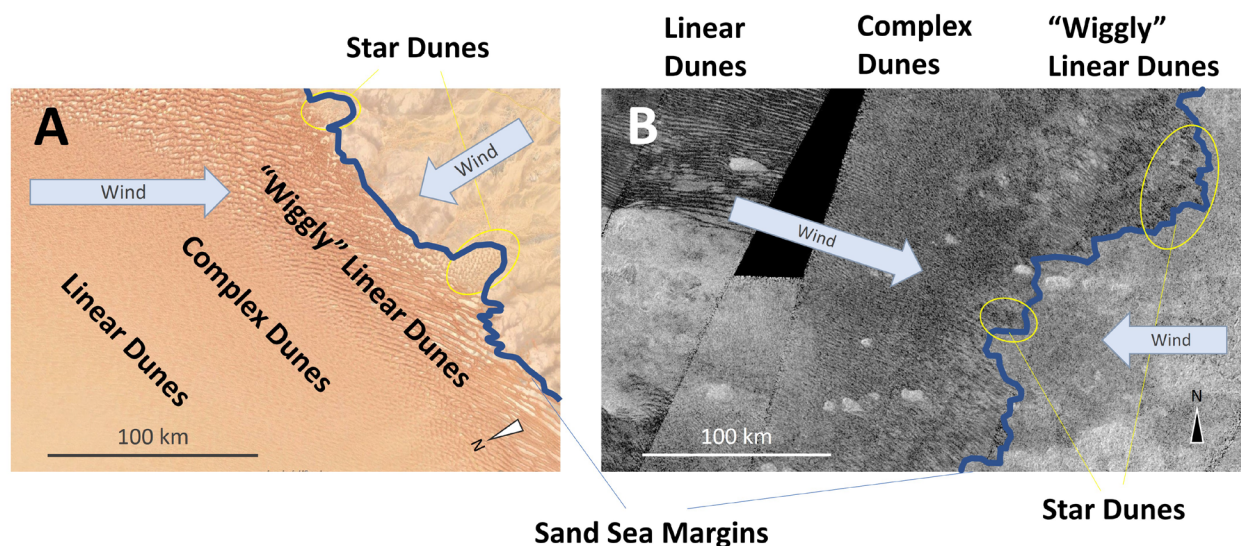 Star Dunes
Linear
Dunes
Complex
Dunes
“Wiggly”
Linear Dunes
A
Wind
Wind
“Wiggly” Linear Dunes
Complex Dunes
Linear Dunes
100 km
N
B
Wind
Wind
100 km
N
Star Dunes
Sand Sea Margins